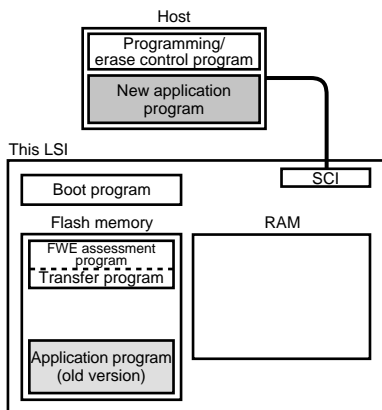 Host
Programming/
erase control program
New application
program
This LSI
SCI
Boot program
Flash memory
RAM
FWE assessment
program
Transfer program
Application program
(old version)